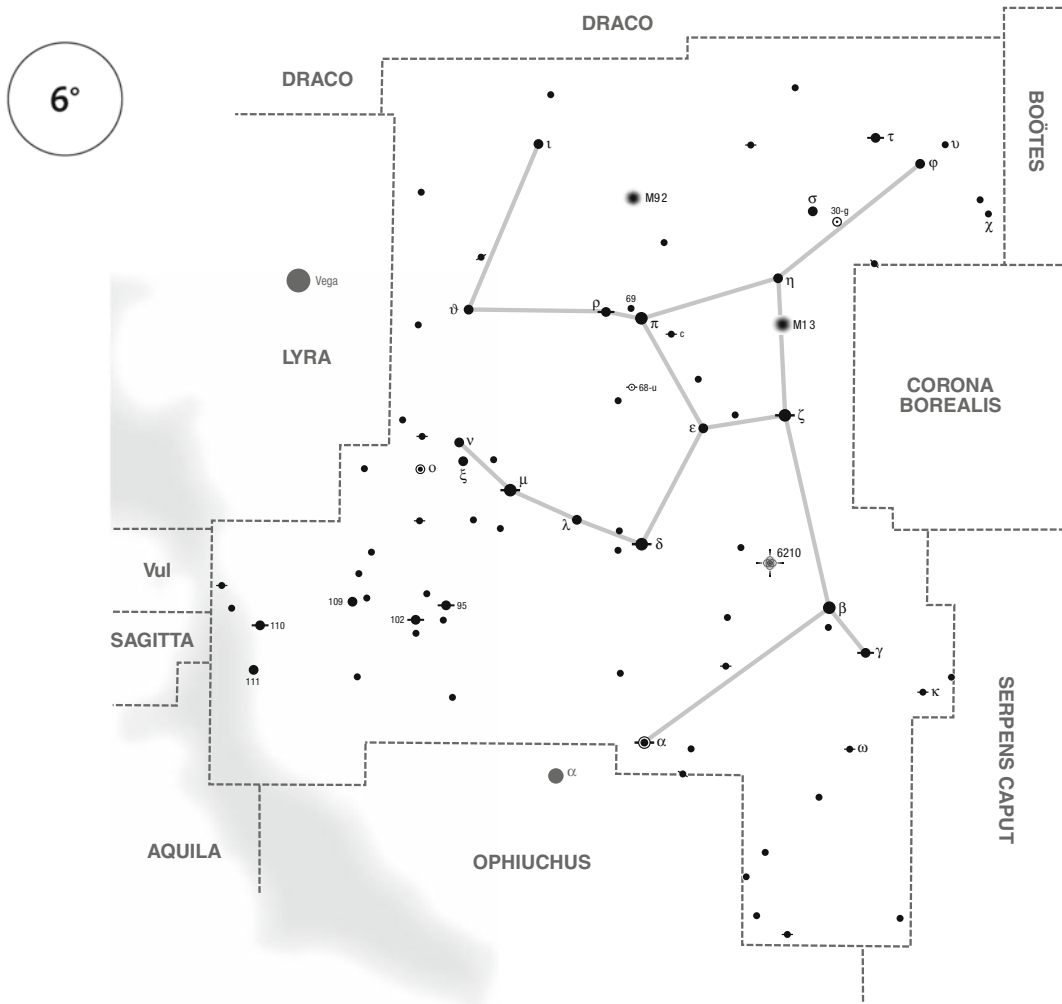 DRACO
DRACO
6°
BOÖTES
ι
τ
υ
φ
M92
σ
30-g
χ
Vega
η
ϑ
ρ
69
π
M13
c
LYRA
68-u
CORONA
BOREALIS
ε
ζ
ν
ο
ξ
μ
λ
δ
6210
Vul
109
95
102
β
110
SAGITTA
γ
111
κ
SERPENS CAPUT
α
ω
α
AQUILA
OPHIUCHUS